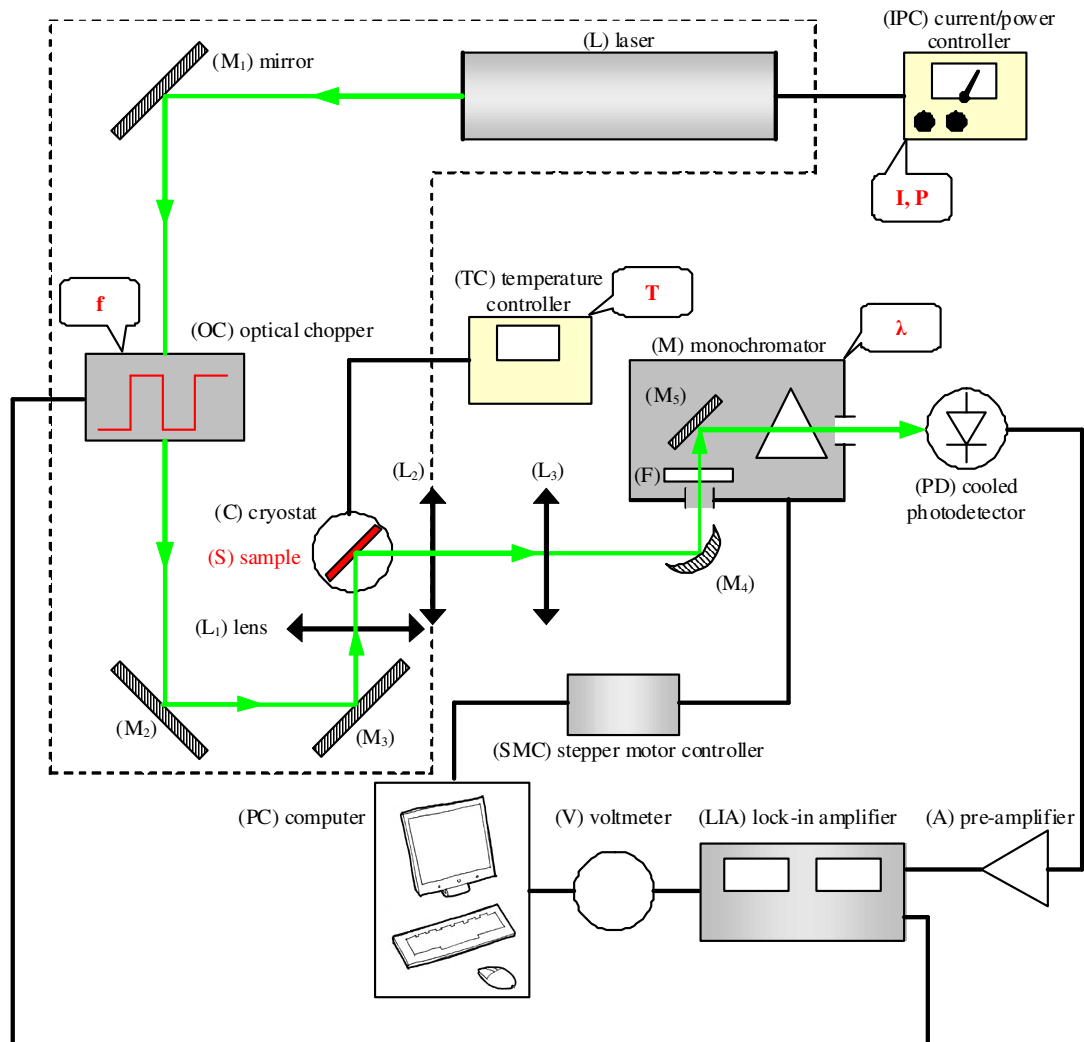 (IPC) current/power
controller
(L) laser
(M₁) mirror
I, P
(TC) temperature
controller
T
f
(OC) optical chopper
λ
(M) monochromator
(M₅)
(L₂)
(L₃)
(F)
(PD) cooled
photodetector
(C) cryostat
(S) sample
(M₄)
(L₁) lens
(M₂)
(M₃)
(SMC) stepper motor controller
(PC) computer
(V) voltmeter
(LIA) lock-in amplifier
(A) pre-amplifier